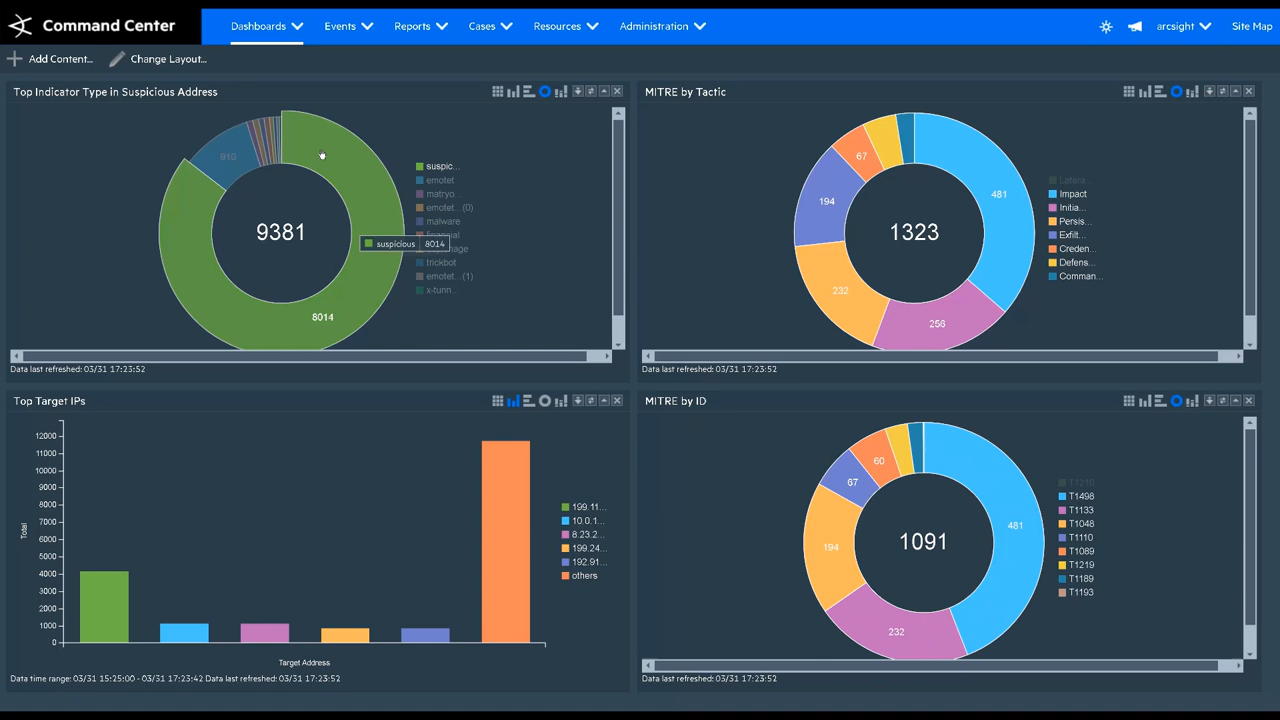 Command Center
Dashboards
Events
Reports
Cases
Resources
Administration
arcsight
Site Map
Add Content...
Change Layout...
Top Indicator Type in Suspicious Address
910
9381
8014
suspicious 8014
suspic...
emotet
matryo...
emotet... (0)
malware
trickbot
emotet... (1)
x-tunn...
Data last refreshed: 03/31 17:23:52
MITRE by Tactic
67
194
481
1323
232
256
Latera...
Impact
Initia...
Persis...
Exfilt...
Creden...
Defens...
Comman...
Data last refreshed: 03/31 17:23:52
Top Target IPs
12000
11000
10000
9000
8000
7000
6000
5000
4000
3000
2000
1000
0
Total
Target Address
199.11...
10.0.1...
8.23.2...
199.24...
192.91...
others
Data time range: 03/31 15:25:00 - 03/31 17:23:42 Data last refreshed: 03/31 17:23:52
MITRE by ID
60
67
481
1091
194
232
T1210
T1498
T1133
T1048
T1110
T1089
T1219
T1189
T1193
Data last refreshed: 03/31 17:23:52